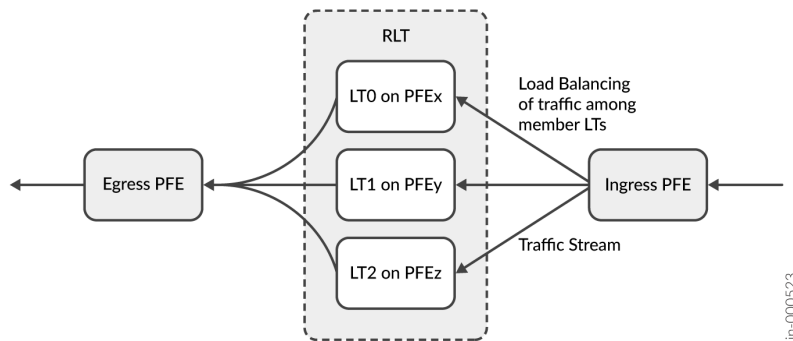 RLT
LT0 on PFEx
Load Balancing
of traffic among
member LTs
Egress PFE
LT1 on PFEy
Ingress PFE
Traffic Stream
LT2 on PFEz
jn-000523